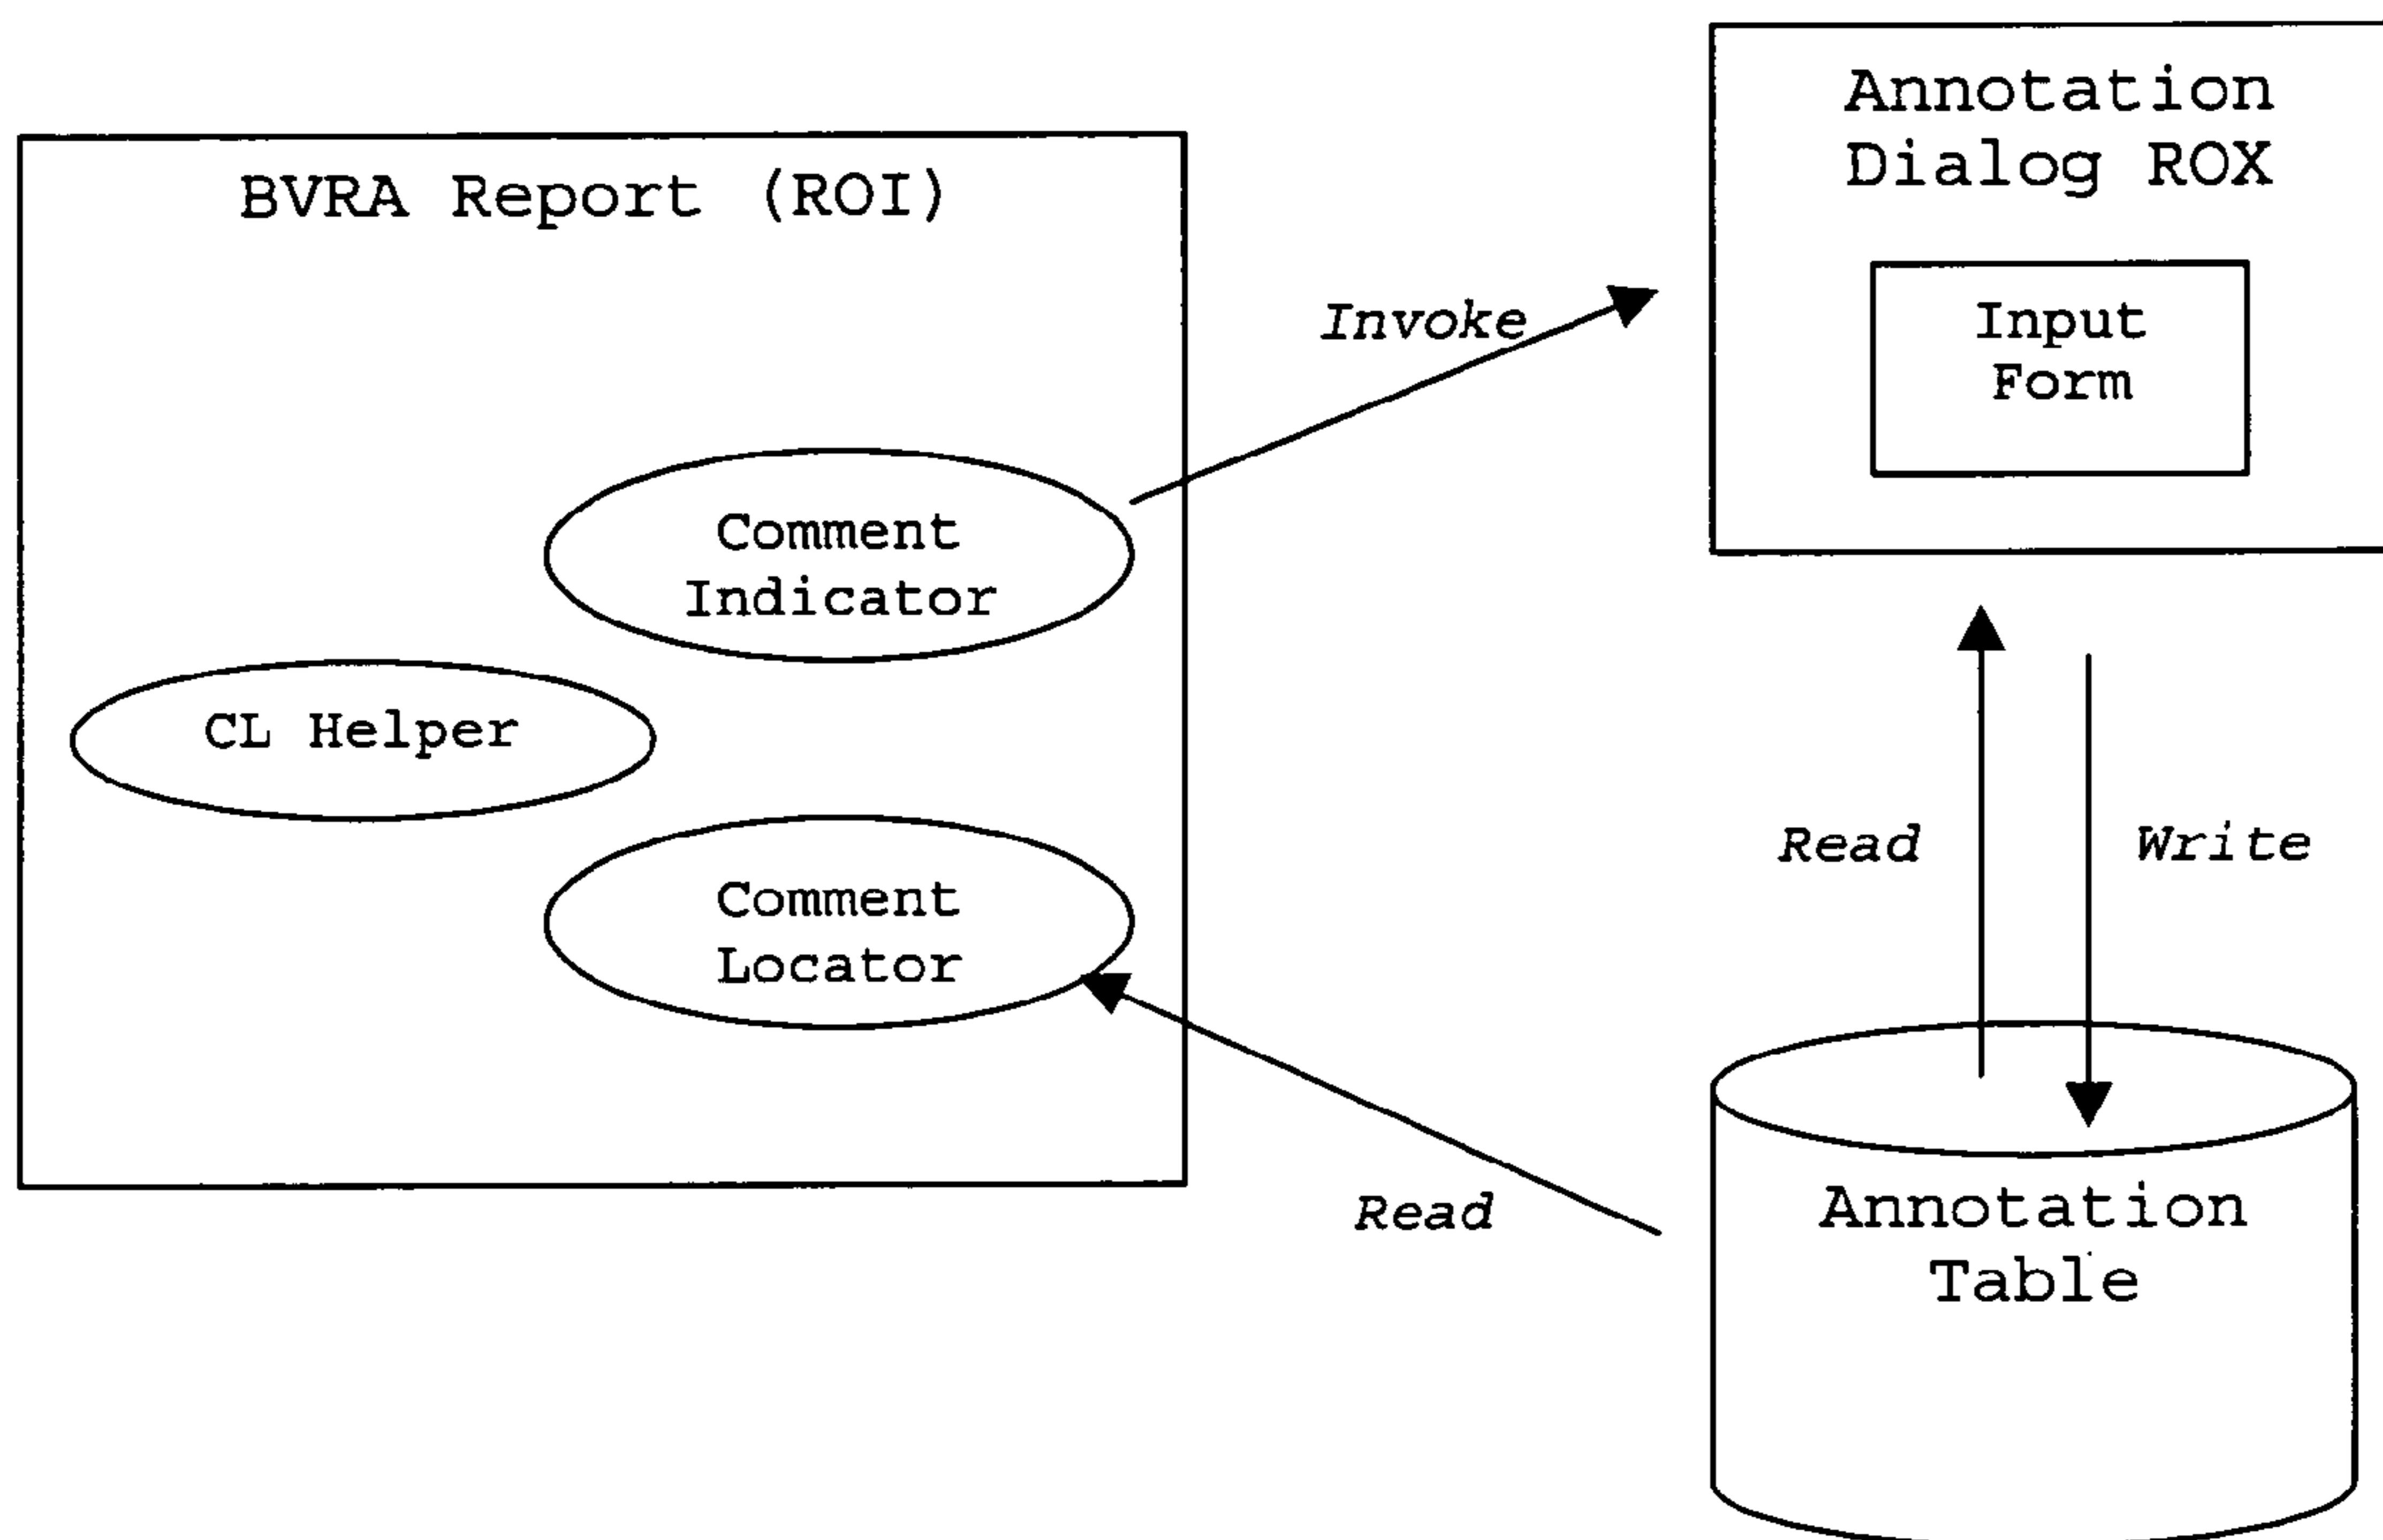 BVRA Report (ROI)
Comment
Indicator
CL Helper
Comment
Locator
Invoke
Read
Annotation
Dialog ROX
Input
Form
Read
Write
Annotation
Table